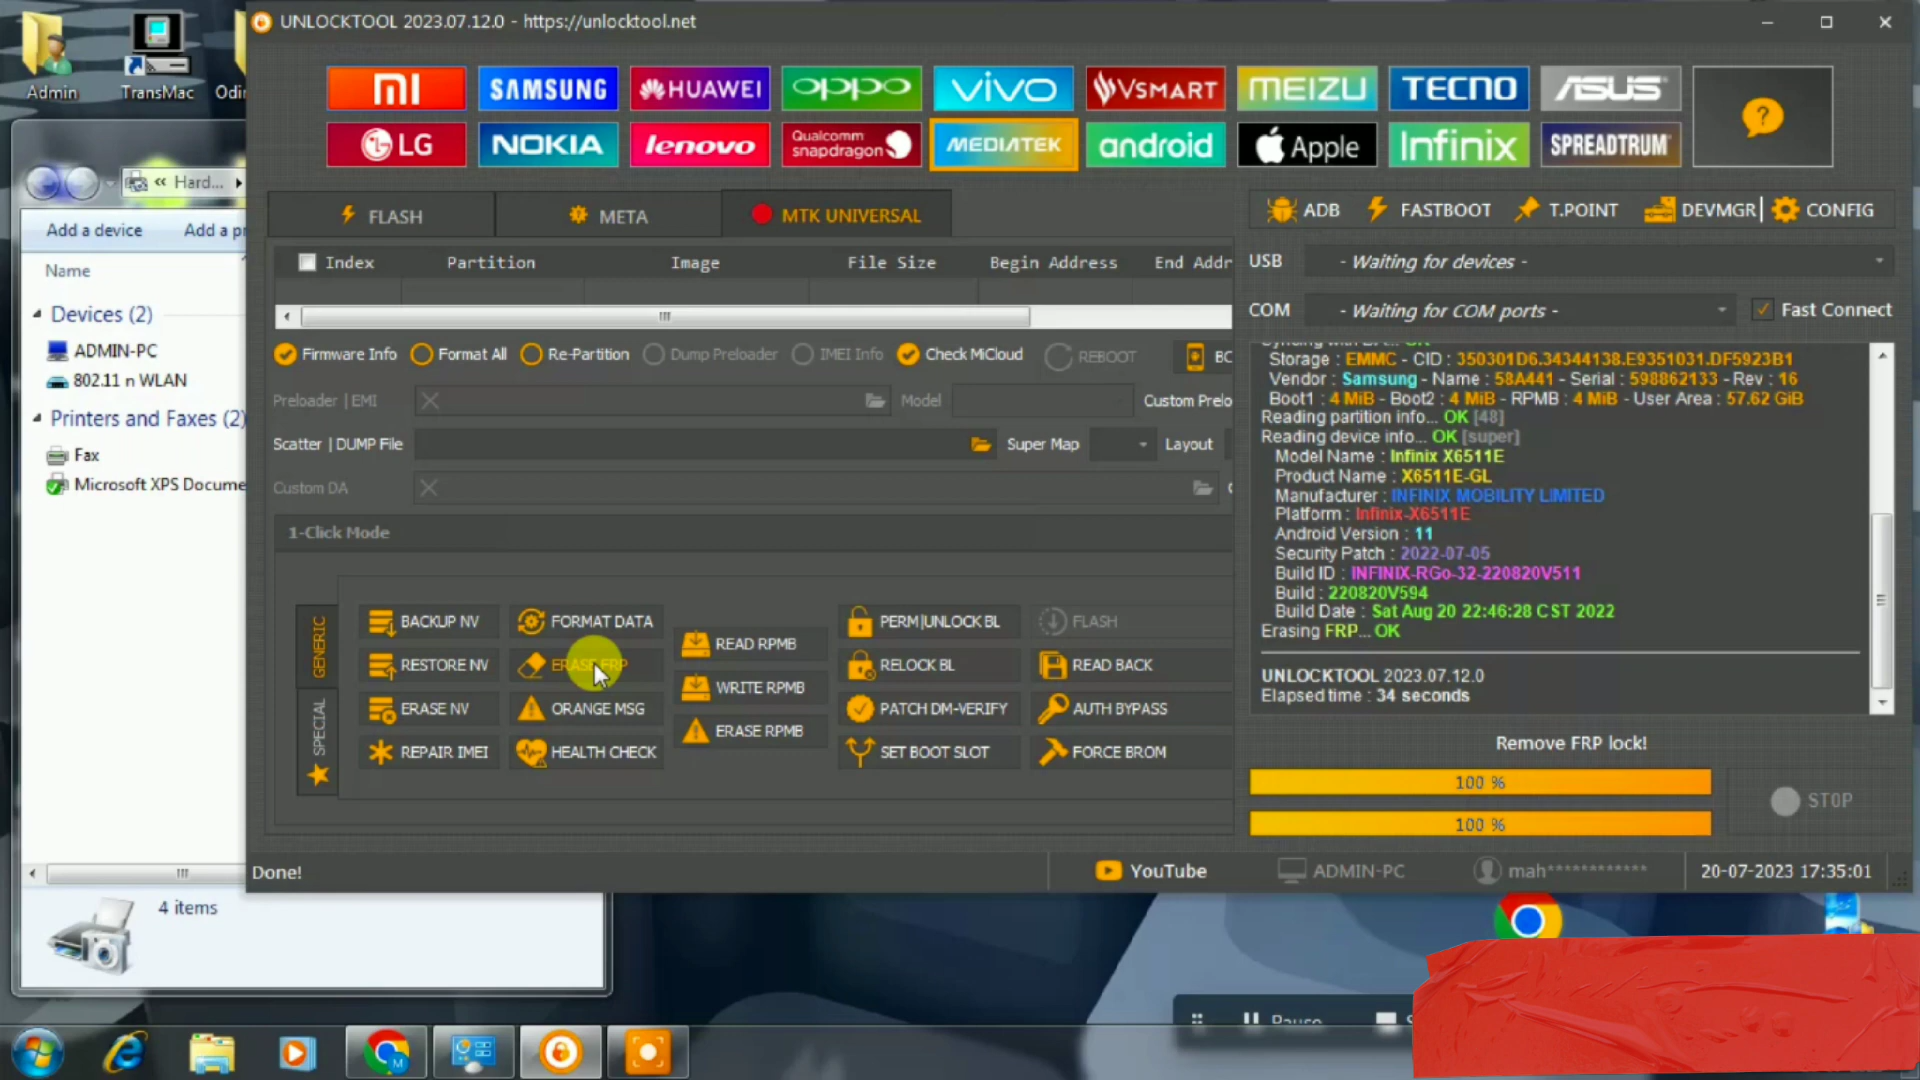 UNLOCKTOOL 2023.07.12.0 - https://unlocktool.net
Admin
TransMac
MI
SAMSUNG
HUAWEI
oppo
vivo
VSMART
MEIZU
TECNO
ASUS
?
LG
NOKIA
lenovo
Qualcomm
snapdragon
MEDIATEK
android
Apple
Infinix
SPREADTRUM
« Hard...
Add a device
Name
Devices (2)
ADMIN-PC
802.11 n WLAN
Printers and Faxes (2)
Fax
Microsoft XPS Docume
4 items
FLASH
META
MTK UNIVERSAL
Index
Partition
Image
File Size
Begin Address
End Addr
Firmware Info
Format All
Re-Partition
Dump Preloader
IMEI Info
Check MiCloud
REBOOT
Preloader | EMI
Model
Custom Prelo
Scatter | DUMP File
Super Map
Layout
Custom DA
1-Click Mode
GENERIC
SPECIAL
BACKUP NV
FORMAT DATA
READ RPMB
PERM|UNLOCK BL
FLASH
RESTORE NV
ERASE FRP
WRITE RPMB
RELOCK BL
READ BACK
ERASE NV
ORANGE MSG
ERASE RPMB
PATCH DM-VERIFY
AUTH BYPASS
REPAIR IMEI
HEALTH CHECK
SET BOOT SLOT
FORCE BROM
ADB
FASTBOOT
T.POINT
DEVMGR
CONFIG
USB
- Waiting for devices -
COM
- Waiting for COM ports -
Fast Connect
Storage : EMMC - CID : 350301D6.34344138.E9351031.DF5923B1
Vendor : Samsung - Name : 58A441 - Serial : 598862133 - Rev : 16
Boot1 : 4 MiB - Boot2 : 4 MiB - RPMB : 4 MiB - User Area : 57.62 GiB
Reading partition info... OK [48]
Reading device info... OK [super]
Model Name : Infinix X6511E
Product Name : X6511E-GL
Manufacturer : INFINIX MOBILITY LIMITED
Platform : Infinix-X6511E
Android Version : 11
Security Patch : 2022-07-05
Build ID : INFINIX-RGo-32-220820V511
Build : 220820V594
Build Date : Sat Aug 20 22:46:28 CST 2022
Erasing FRP... OK
UNLOCKTOOL 2023.07.12.0
Elapsed time : 34 seconds
Remove FRP lock!
100 %
100 %
STOP
Done!
YouTube
ADMIN-PC
mah************
20-07-2023 17:35:01
Pause